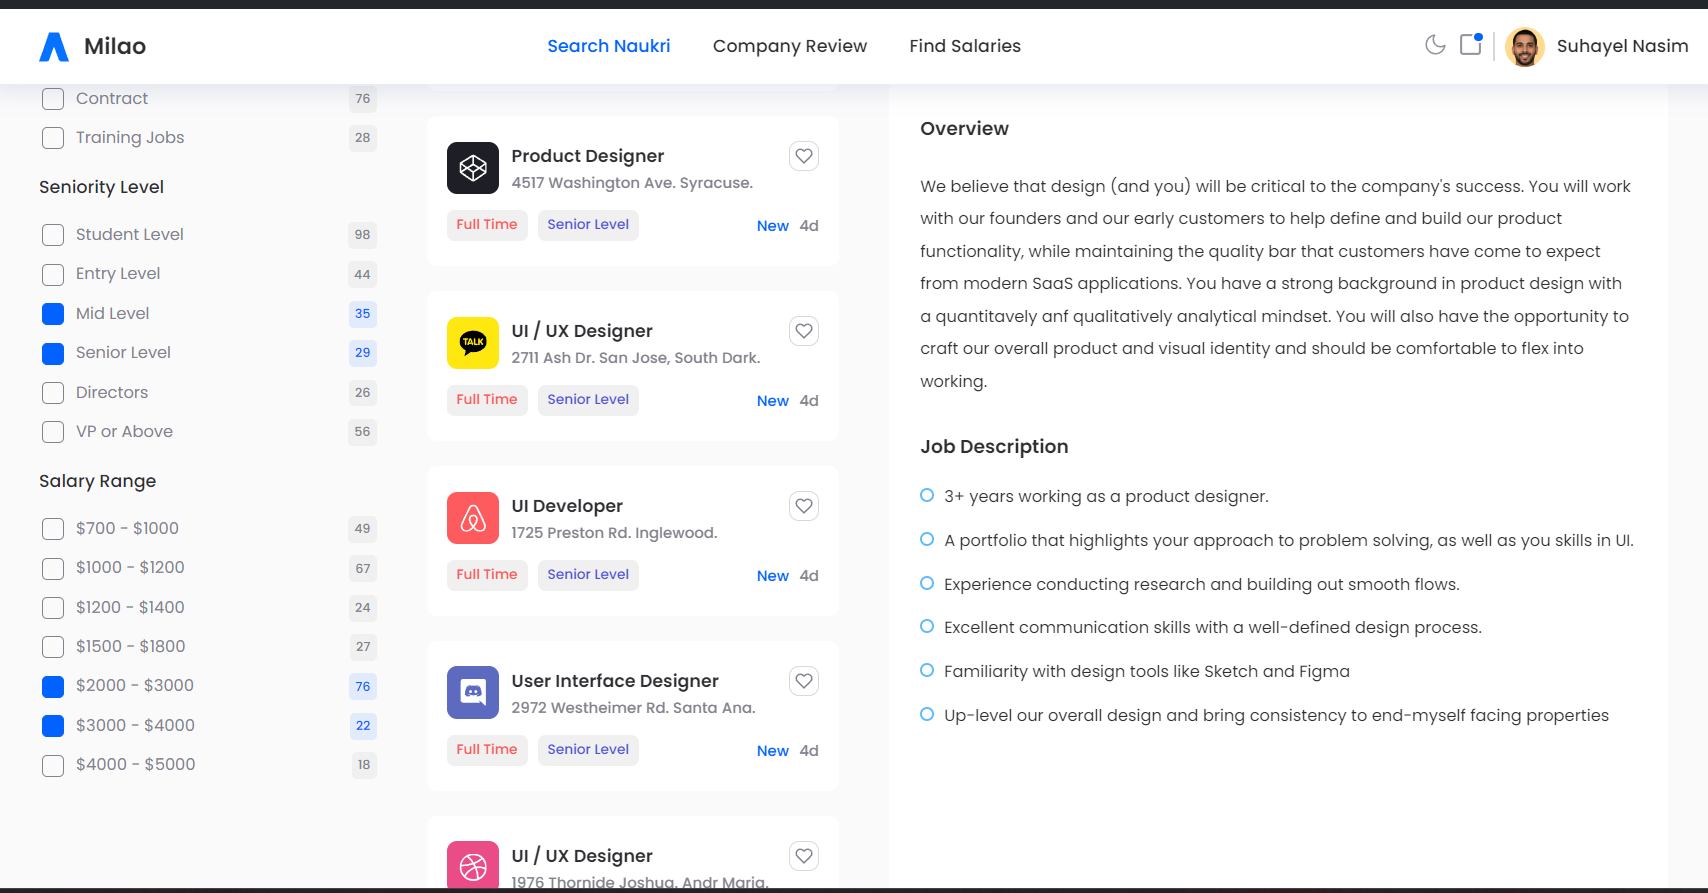 Milao
Search Naukri
Company Review
Find Salaries
Suhayel Nasim
Contract
76
Training Jobs
28
Seniority Level
Student Level
98
Entry Level
44
Mid Level
35
Senior Level
29
Directors
26
VP or Above
56
Salary Range
$700 - $1000
49
$1000 - $1200
67
$1200 - $1400
24
$1500 - $1800
27
$2000 - $3000
76
$3000 - $4000
22
$4000 - $5000
18
Product Designer
4517 Washington Ave. Syracuse.
Full Time
Senior Level
New 4d
TALK
UI / UX Designer
2711 Ash Dr. San Jose, South Dark.
Full Time
Senior Level
New 4d
UI Developer
1725 Preston Rd. Inglewood.
Full Time
Senior Level
New 4d
User Interface Designer
2972 Westheimer Rd. Santa Ana.
Full Time
Senior Level
New 4d
UI / UX Designer
1976 Thornide Joshua. Andr Maria.
Overview
We believe that design (and you) will be critical to the company's success. You will work
with our founders and our early customers to help define and build our product
functionality, while maintaining the quality bar that customers have come to expect
from modern SaaS applications. You have a strong background in product design with
a quantitavely anf qualitatively analytical mindset. You will also have the opportunity to
craft our overall product and visual identity and should be comfortable to flex into
working.
Job Description
3+ years working as a product designer.
A portfolio that highlights your approach to problem solving, as well as you skills in UI.
Experience conducting research and building out smooth flows.
Excellent communication skills with a well-defined design process.
Familiarity with design tools like Sketch and Figma
Up-level our overall design and bring consistency to end-myself facing properties